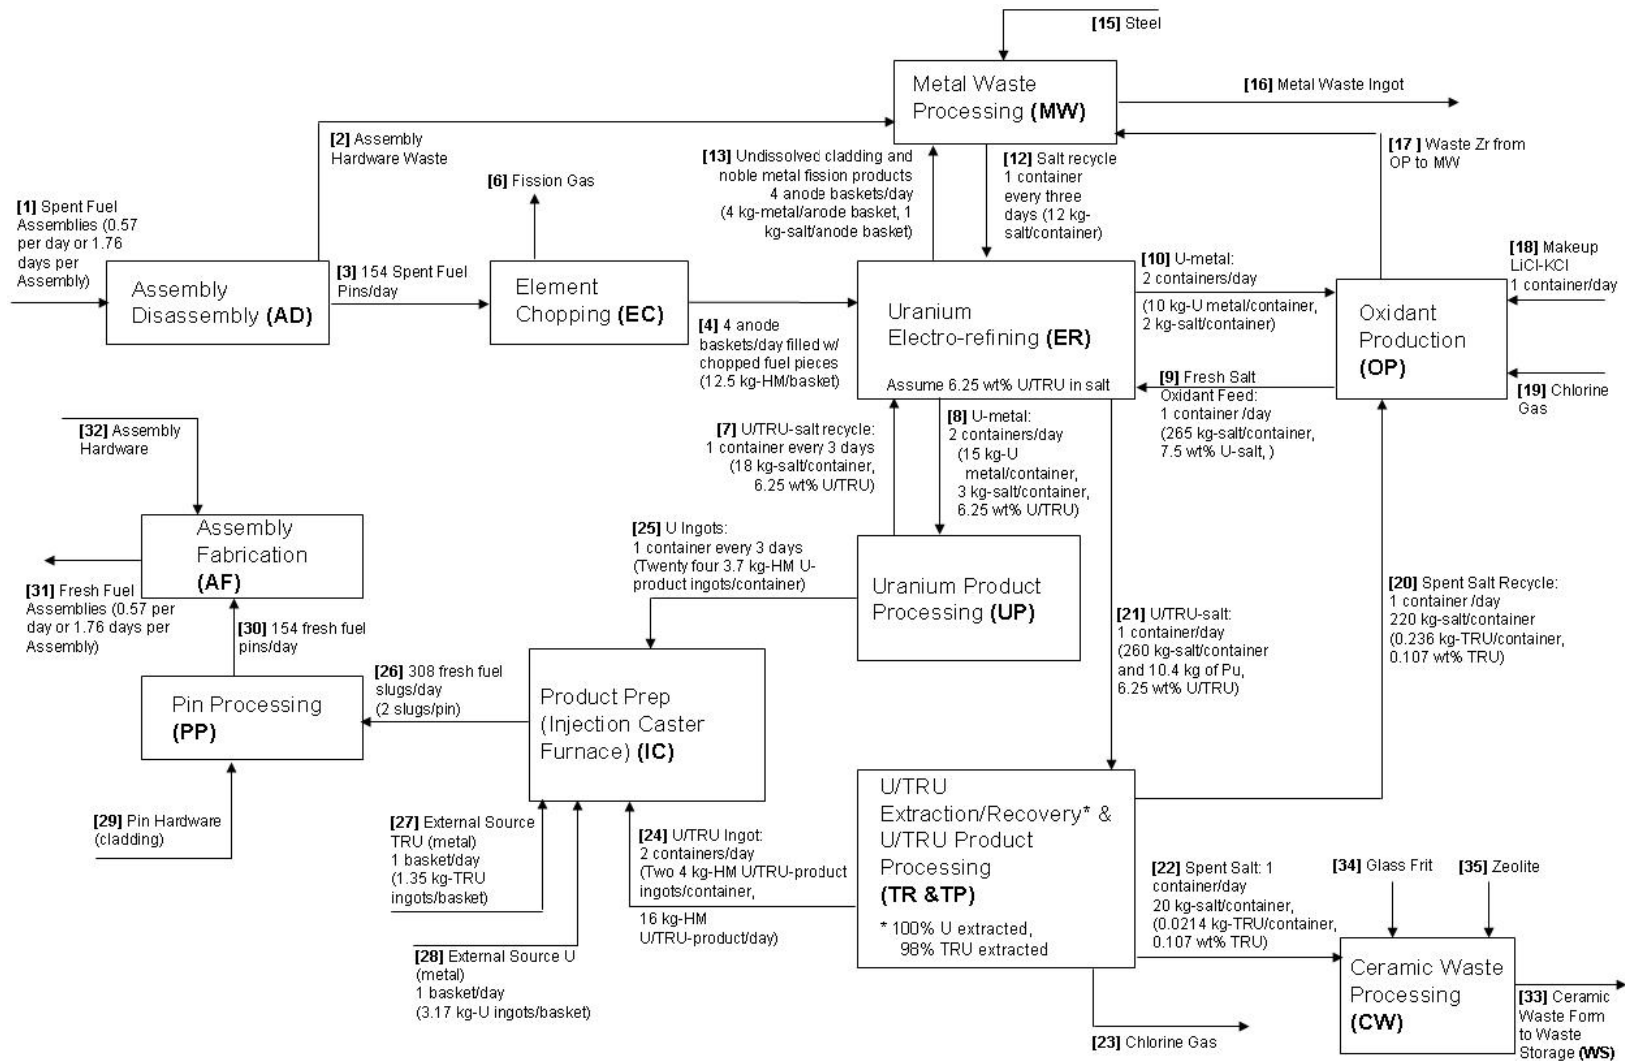 [15] Steel
Metal Waste
Processing (MW)
[16] Metal Waste Ingot
[2] Assembly
Hardware Waste
[13] Undissolved cladding and
noble metal fission products
4 anode baskets/day
(4 kg-metal/anode basket, 1
kg-salt/anode basket)
[12] Salt recycle
1 container
every three
days (12 kg-
salt/container)
[17] Waste Zr from
OP to MW
[6] Fission Gas
[1] Spent Fuel
Assemblies (0.57
per day or 1.76
days per
Assembly)
Assembly
Disassembly (AD)
[3] 154 Spent Fuel
Pins/day
Element
Chopping (EC)
[4] 4 anode
baskets/day filled w/
chopped fuel pieces
(12.5 kg-HM/basket)
Uranium
Electro-refining (ER)
Assume 6.25 wt% U/TRU in salt
[10] U-metal:
2 containers/day
(10 kg-U metal/container,
2 kg-salt/container)
Oxidant
Production
(OP)
[18] Makeup
LiCl-KCl
1 container/day
[19] Chlorine
Gas
[9] Fresh Salt
Oxidant Feed:
1 container /day
(265 kg-salt/container,
7.5 wt% U-salt, )
[32] Assembly
Hardware
[7] U/TRU-salt recycle:
1 container every 3 days
(18 kg-salt/container,
6.25 wt% U/TRU)
[8] U-metal:
2 containers/day
(15 kg-U
metal/container,
3 kg-salt/container,
6.25 wt% U/TRU)
Assembly
Fabrication
(AF)
[31] Fresh Fuel
Assemblies (0.57 per
day or 1.76 days per
Assembly)
[30] 154 fresh fuel
pins/day
[25] U Ingots:
1 container every 3 days
(Twenty four 3.7 kg-HM U-
product ingots/container)
Uranium Product
Processing (UP)
[21] U/TRU-salt:
1 container/day
(260 kg-salt/container
and 10.4 kg of Pu,
6.25 wt% U/TRU)
[20] Spent Salt Recycle:
1 container /day
220 kg-salt/container
(0.236 kg-TRU/container,
0.107 wt% TRU)
Pin Processing
(PP)
[26] 308 fresh fuel
slugs/day
(2 slugs/pin)
Product Prep
(Injection Caster
Furnace) (IC)
[29] Pin Hardware
(cladding)
[27] External Source
TRU (metal)
1 basket/day
(1.35 kg-TRU
ingots/basket)
[28] External Source U
(metal)
1 basket/day
(3.17 kg-U ingots/basket)
[24] U/TRU Ingot:
2 containers/day
(Two 4 kg-HM U/TRU-product
ingots/container,
16 kg-HM
U/TRU-product/day)
U/TRU
Extraction/Recovery* &
U/TRU Product
Processing
(TR &TP)
* 100% U extracted,
98% TRU extracted
[22] Spent Salt: 1
container/day
20 kg-salt/container,
(0.0214 kg-TRU/container,
0.107 wt% TRU)
[34] Glass Frit
[35] Zeolite
Ceramic Waste
Processing
(CW)
[23] Chlorine Gas
[33] Ceramic
Waste Form
to Waste
Storage (WS)